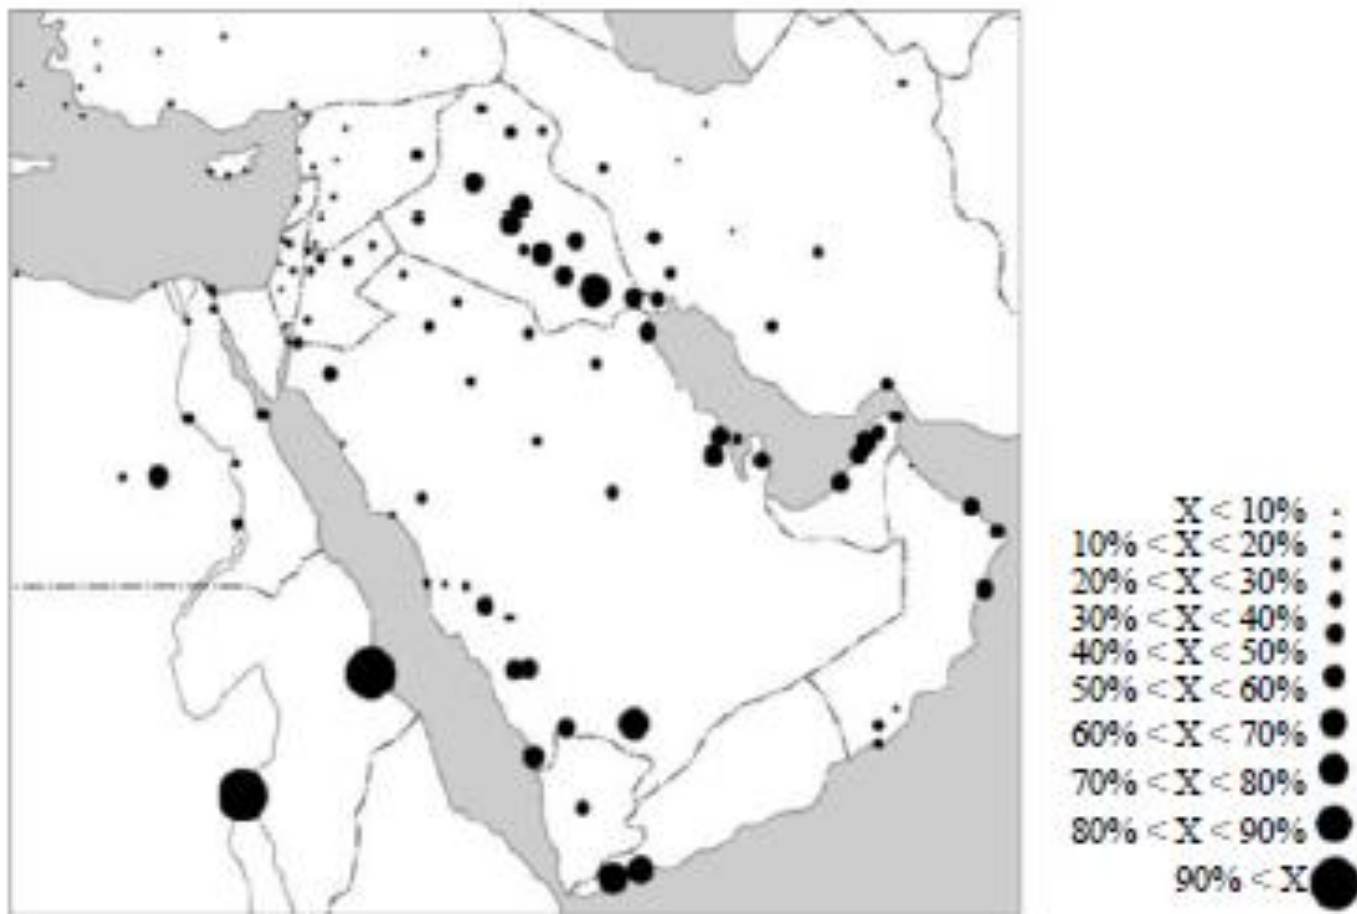 X < 10%
10% < X < 20%
20% < X < 30%
30% < X < 40%
40% < X < 50%
50% < X < 60%
60% < X < 70%
70% < X < 80%
80% < X < 90%
90% < X